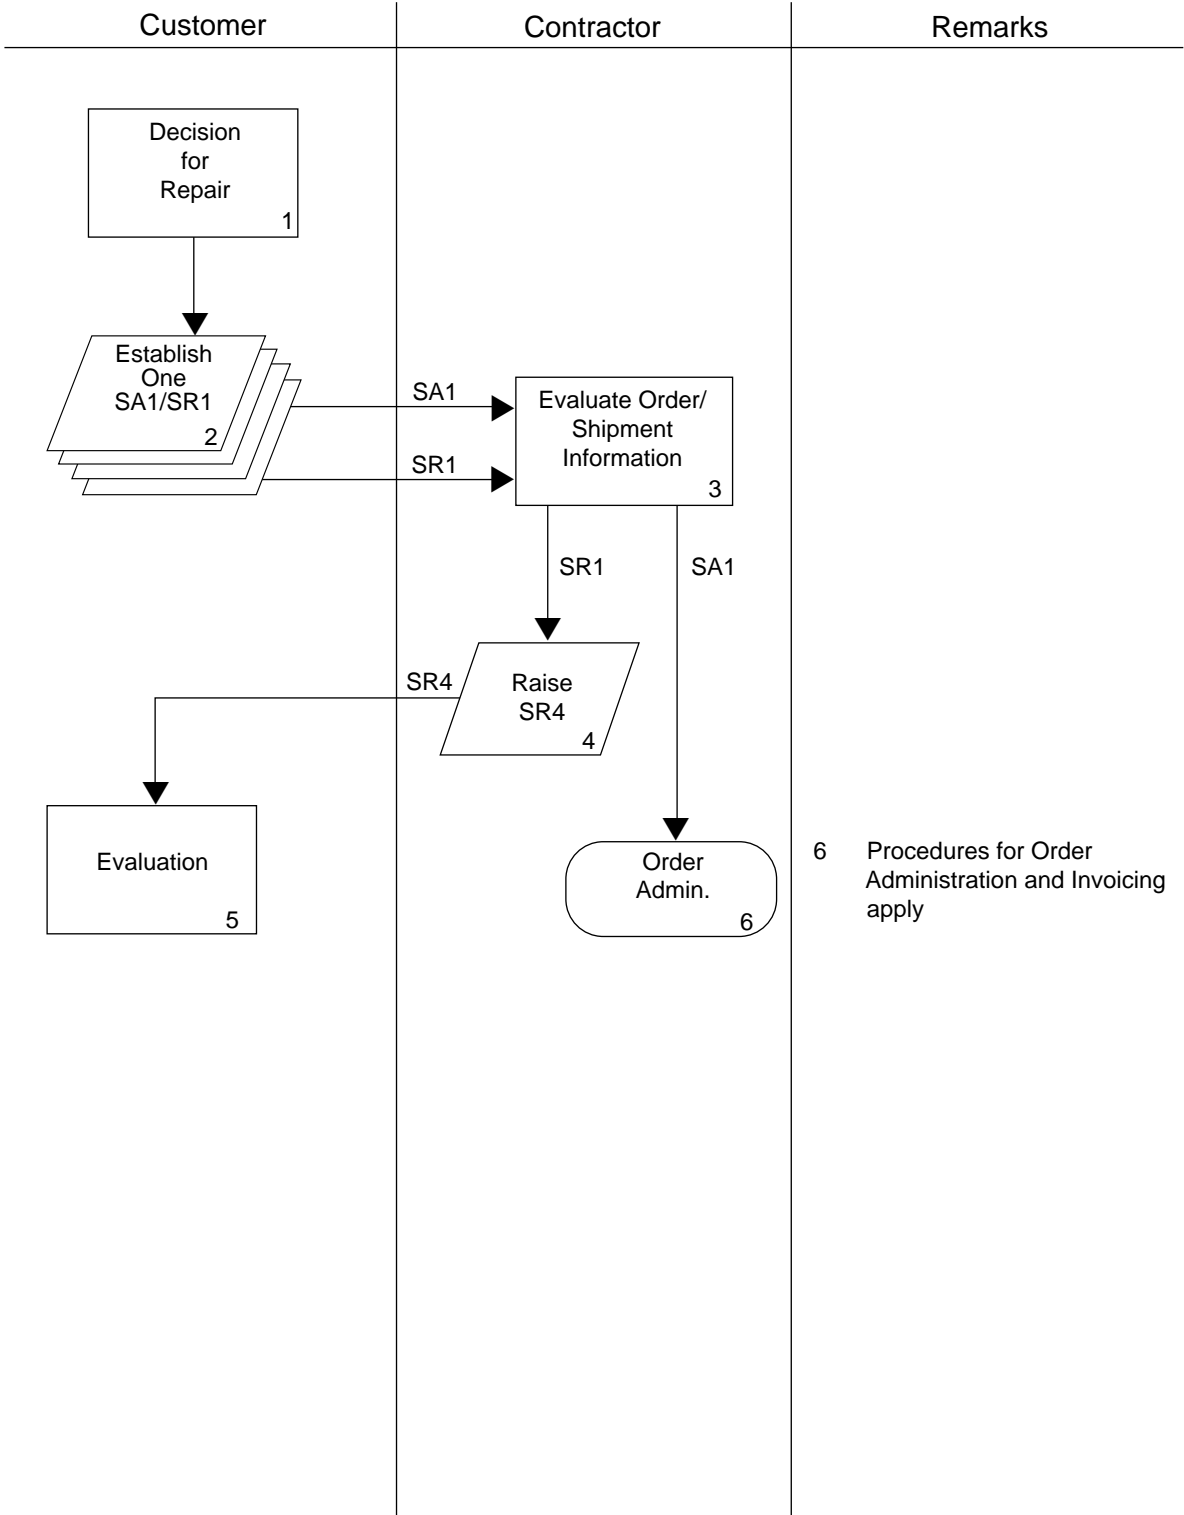 Customer
Contractor
Remarks
Decision
for
Repair
1
Establish
One
SA1/SR1
2
SA1
SR1
Evaluate Order/
Shipment
Information
3
SR1
SA1
SR4
Raise
SR4
4
Evaluation
5
Order
Admin.
6
6 Procedures for Order
Administration and Invoicing
apply